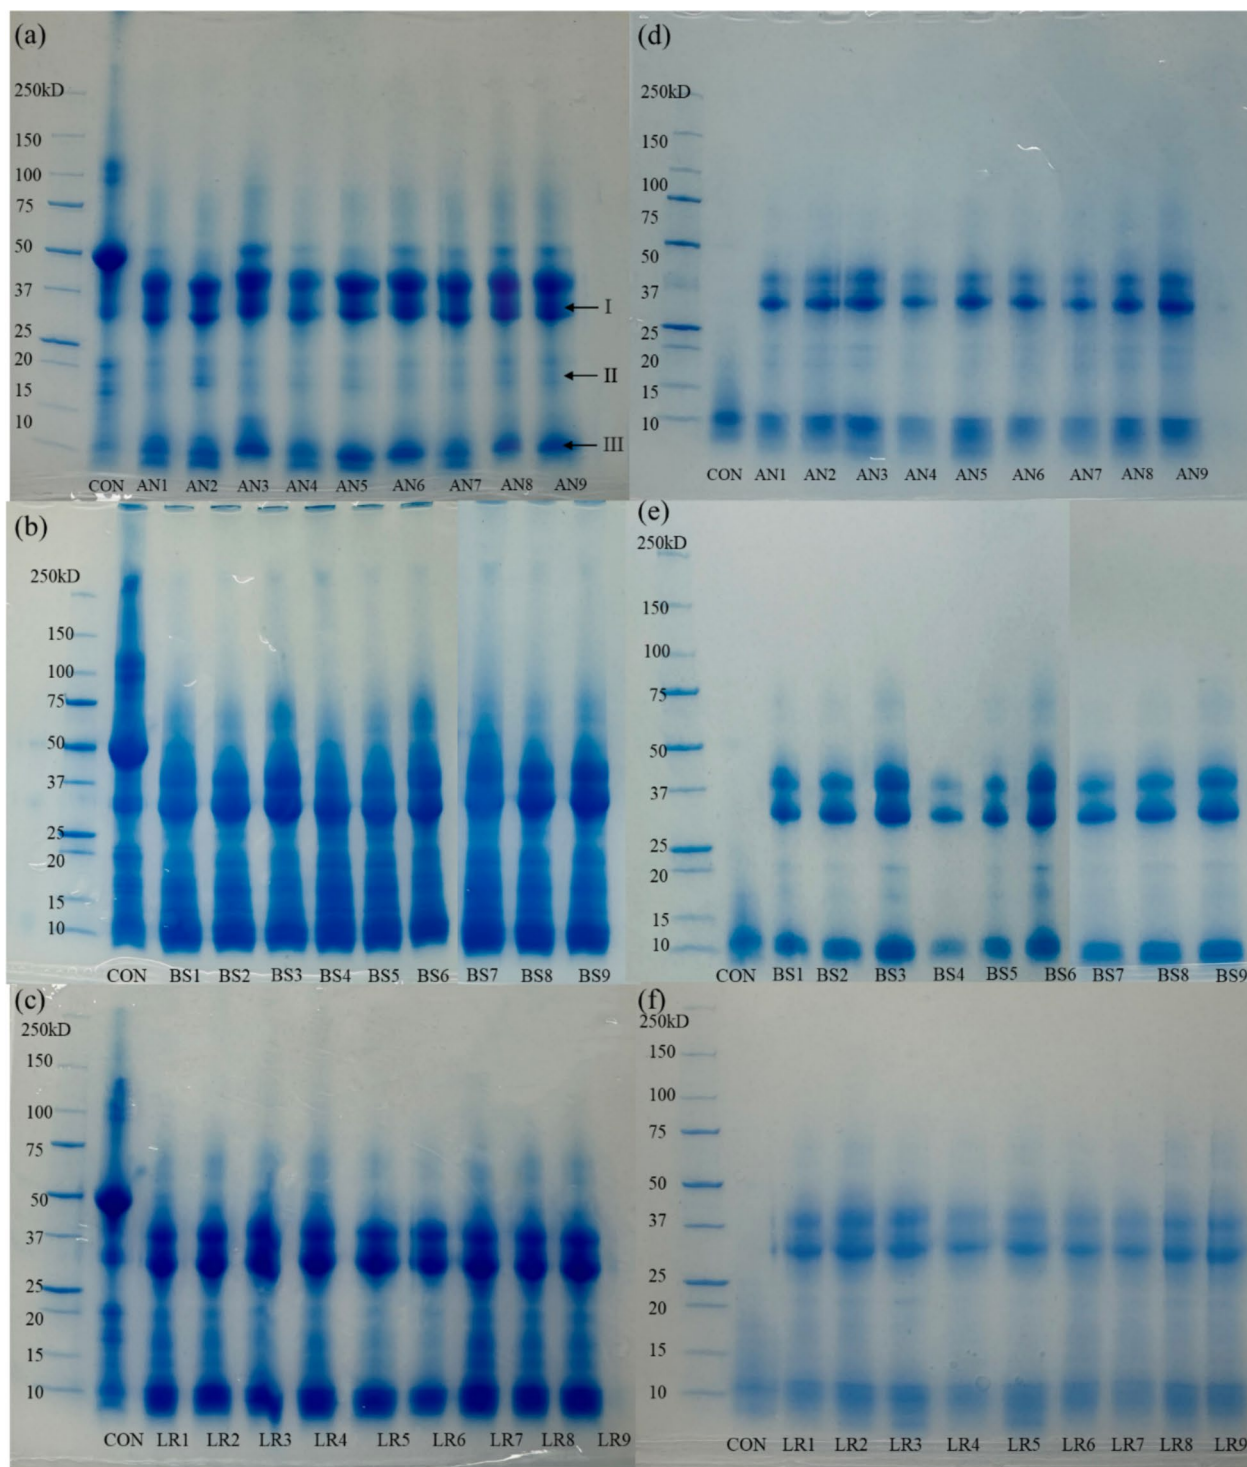 (a)
250kD
150
100
75
50
37
25
20
15
10
I
II
III
CON AN1 AN2 AN3 AN4 AN5 AN6 AN7 AN8 AN9
(d)
250kD
150
100
75
50
37
25
20
15
10
CON AN1 AN2 AN3 AN4 AN5 AN6 AN7 AN8 AN9
(b)
250kD
150
100
75
50
37
25
20
15
10
CON BS1 BS2 BS3 BS4 BS5 BS6 BS7 BS8 BS9
(e)
250kD
150
100
75
50
37
25
20
15
10
CON BS1 BS2 BS3 BS4 BS5 BS6 BS7 BS8 BS9
(c)
250kD
150
100
75
50
37
25
20
15
10
CON LR1 LR2 LR3 LR4 LR5 LR6 LR7 LR8 LR9
(f)
250kD
150
100
75
50
37
25
20
15
10
CON LR1 LR2 LR3 LR4 LR5 LR6 LR7 LR8 LR9